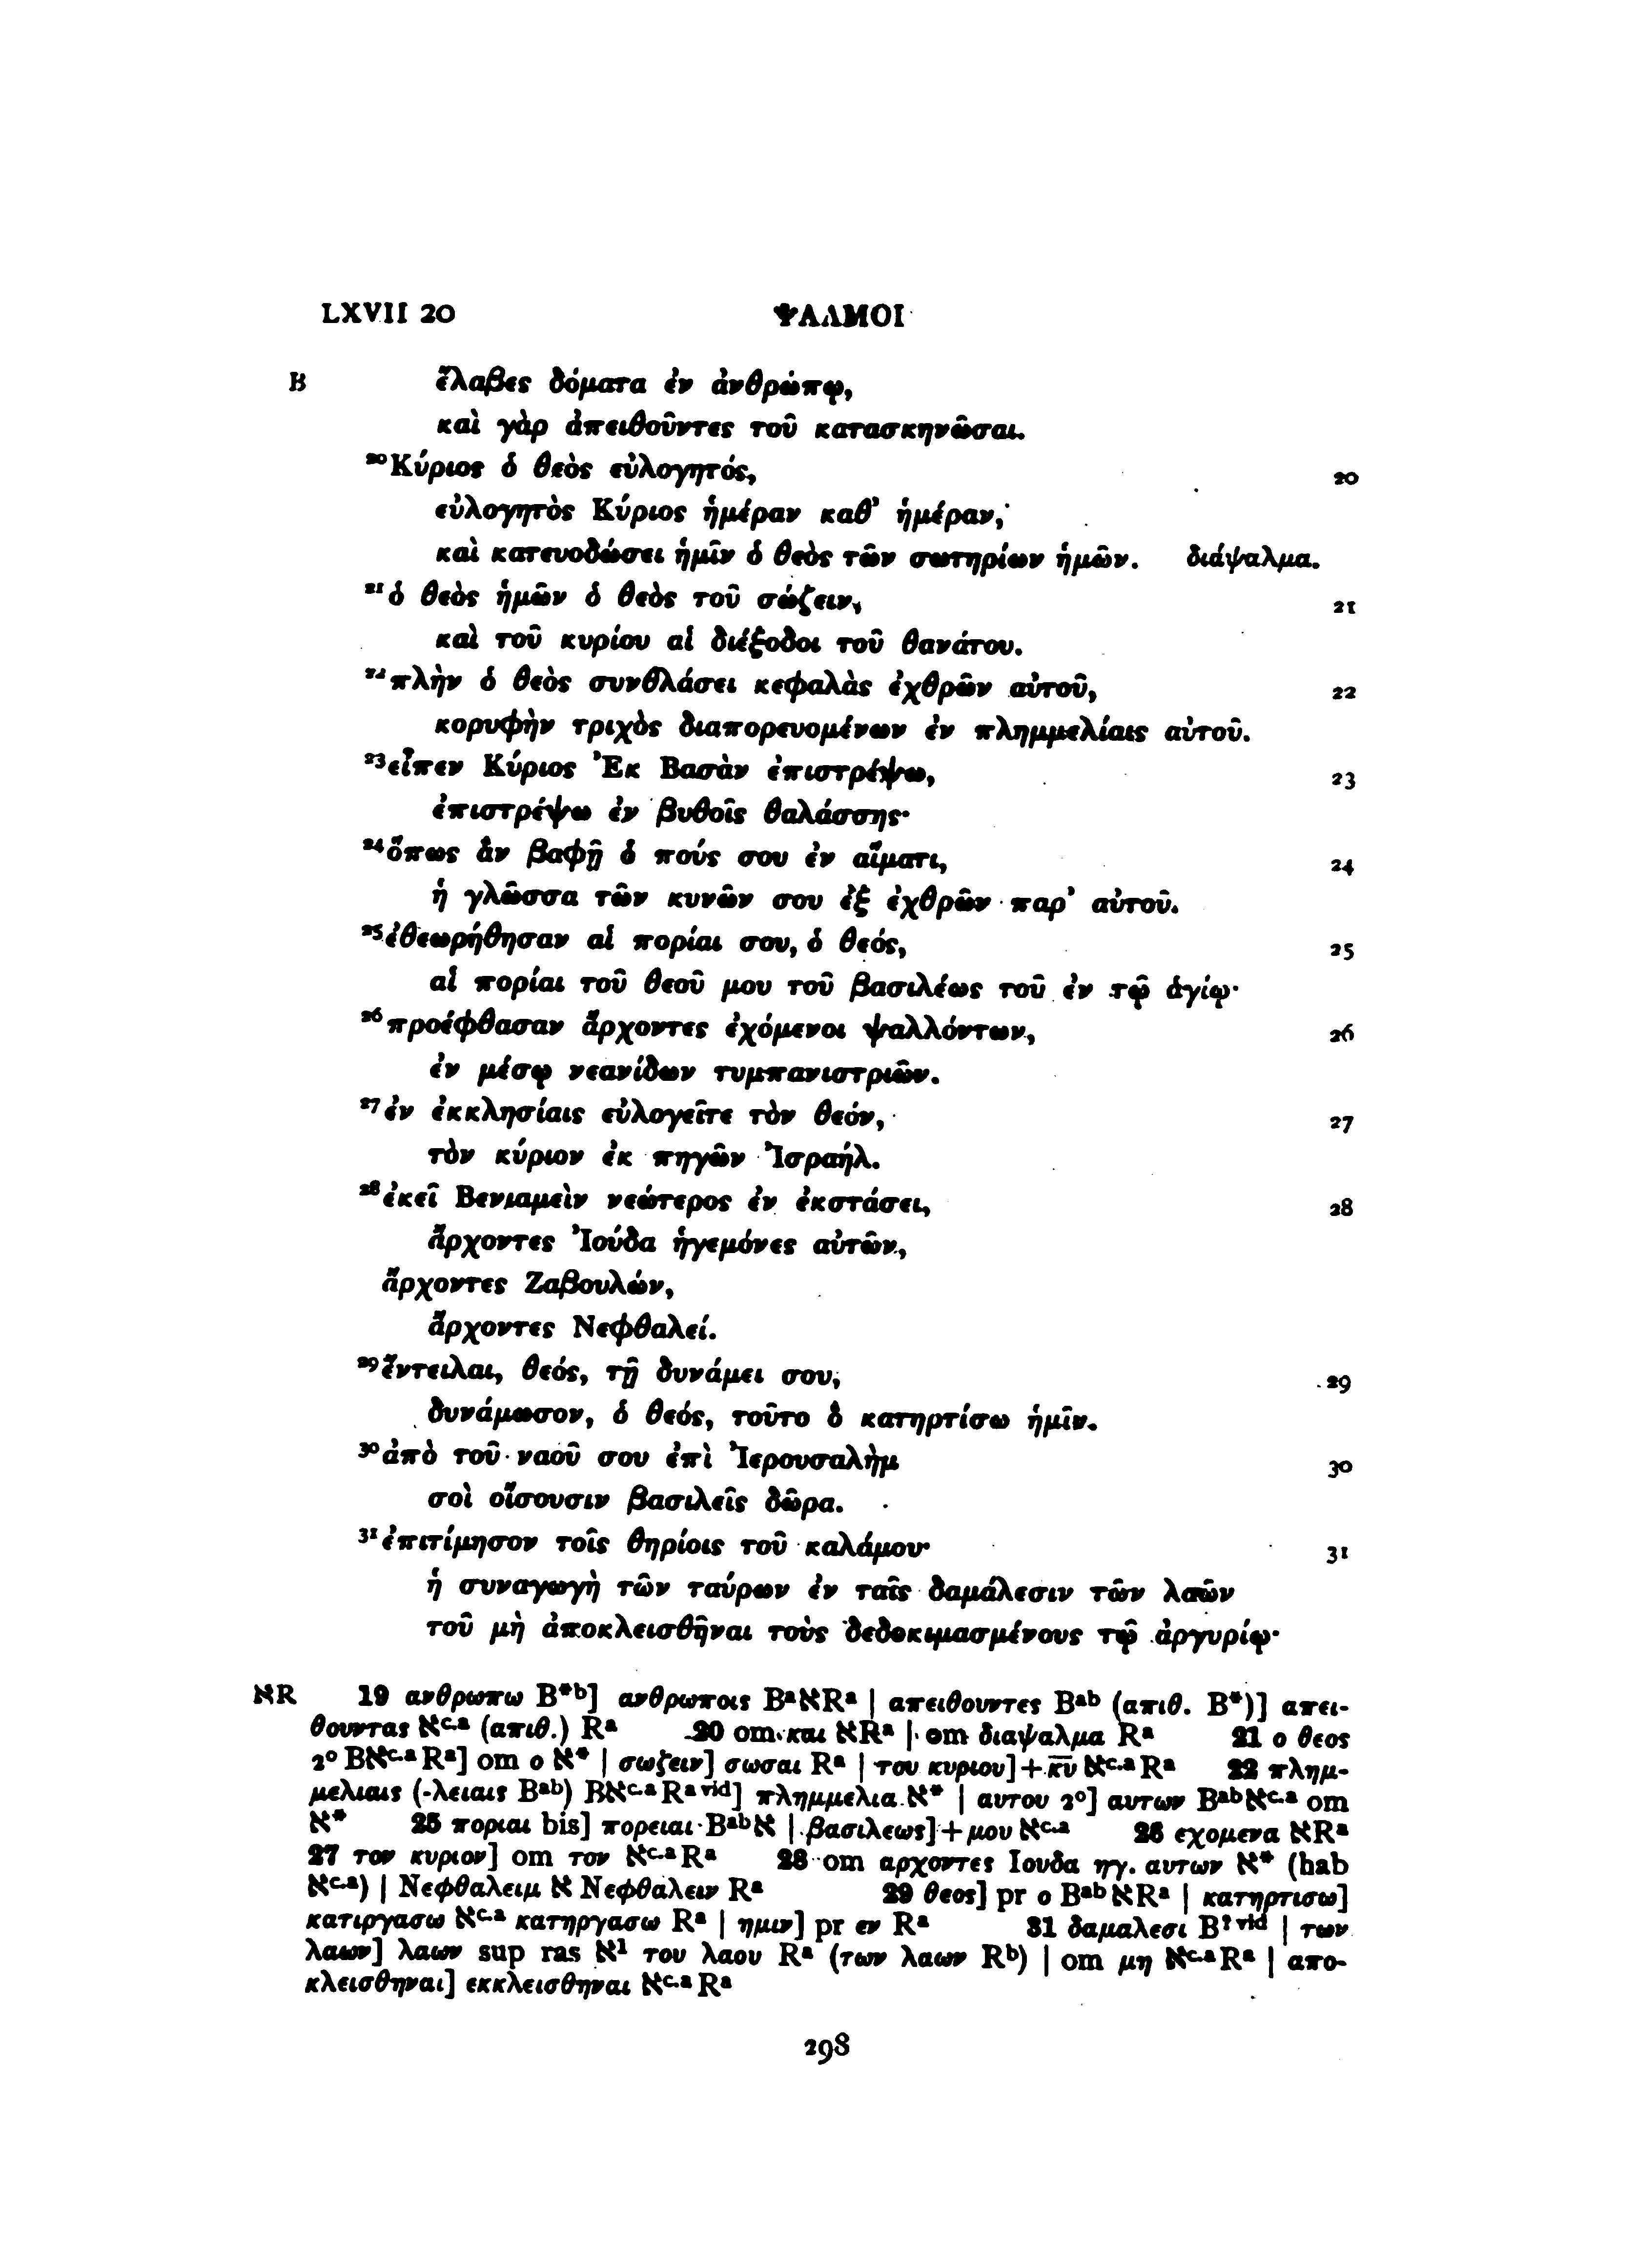 LXVII 20 ΨΑΛΜΟΙ
B ἔλαβες δόματα ἐν ἀνθρώπῳ,
καὶ γὰρ ἀπειθοῦντες τοῦ κατασκηνῶσαι.
²⁰Κύριος ὁ θεὸς εὐλογητός, 20
εὐλογητὸς Κύριος ἡμέραν καθ’ ἡμέραν,
καὶ κατευοδώσει ἡμῖν ὁ θεὸς τῶν σωτηρίων ἡμῶν. διάψαλμα.
²¹ὁ θεὸς ἡμῶν ὁ θεὸς τοῦ σώζειν, 21
καὶ τοῦ κυρίου αἱ διέξοδοι τοῦ θανάτου.
²²πλὴν ὁ θεὸς συνθλάσει κεφαλὰς ἐχθρῶν αὐτοῦ, 22
κορυφὴν τριχὸς διαπορευομένων ἐν πλημμελίαις αὐτοῦ.
²³εἶπεν Κύριος Ἐκ Βασὰν ἐπιστρέψω, 23
ἐπιστρέψω ἐν βυθοῖς θαλάσσης·
²⁴ὅπως ἂν βαφῇ ὁ πούς σου ἐν αἵματι, 24
ἡ γλῶσσα τῶν κυνῶν σου ἐξ ἐχθρῶν παρ’ αὐτοῦ.
²⁵ἐθεωρήθησαν αἱ πορίαι σου, ὁ θεός, 25
αἱ πορίαι τοῦ θεοῦ μου τοῦ βασιλέως τοῦ ἐν τῷ ἁγίῳ·
²⁶προέφθασαν ἄρχοντες ἐχόμενοι ψαλλόντων, 26
ἐν μέσῳ νεανίδων τυμπανιστριῶν.
²⁷ἐν ἐκκλησίαις εὐλογεῖτε τὸν θεόν, 27
τὸν κύριον ἐκ πηγῶν Ἰσραήλ.
²⁸ἐκεῖ Βενιαμεὶν νεώτερος ἐν ἐκστάσει, 28
ἄρχοντες Ἰούδα ἡγεμόνες αὐτῶν,
ἄρχοντες Ζαβουλών,
ἄρχοντες Νεφθαλεί.
²⁹ἔντειλαι, θεός, τῇ δυνάμει σου, 29
δυνάμωσον, ὁ θεός, τοῦτο ὃ κατηρτίσω ἡμῖν.
³⁰ἀπὸ τοῦ ναοῦ σου ἐπὶ Ἰερουσαλὴμ 30
σοὶ οἴσουσιν βασιλεῖς δῶρα.
³¹ἐπιτίμησον τοῖς θηρίοις τοῦ καλάμου· 31
ἡ συναγωγὴ τῶν ταύρων ἐν ταῖς δαμάλεσιν τῶν λαῶν
τοῦ μὴ ἀποκλεισθῆναι τοὺς δεδοκιμασμένους τῷ ἀργυρίῳ·
אR 19 ανθρωπω B*ᵇ] ανθρωποις BᵃאRᵃ | απειθουντες Bᵃᵇ (απιθ. B*)] απει-
θουντας אᶜ·ᵃ (απιθ.) Rᵃ 20 om και אRᵃ | om διαψαλμα Rᵃ 21 ο θεος
2° Bאᶜ·ᵃRᵃ] om ο א* | σωζειν] σωσαι Rᵃ | του κυριου]+κ̅υ̅ אᶜ·ᵃRᵃ 22 πλημ-
μελιαις (-λειαις Bᵃᵇ) Bאᶜ·ᵃRᵃ ᵛⁱᵈ] πλημμελια א* | αυτου 2°] αυτων Bᵃᵇאᶜ·ᵃ om
א* 25 ποριαι bis] πορειαι Bᵃᵇא | βασιλεως]+μου אᶜ·ᵃ 26 εχομενα אRᵃ
27 τον κυριον] om τον אᶜ·ᵃRᵃ 28 om αρχοντες Ιουδα ηγ. αυτων א* (hab
אᶜ·ᵃ) | Νεφθαλειμ א Νεφθαλειν Rᵃ 29 θεος] pr ο BᵃᵇאRᵃ | κατηρτισω]
κατιργασω אᶜ·ᵃ κατηργασω Rᵃ | ημιν] pr εν Rᵃ 31 δαμαλεσι B? ᵛⁱᵈ | των
λαων] λαων sup ras א¹ του λαου Rᵃ (των λαων Rᵇ) | om μη אᶜ·ᵃRᵃ | απο-
κλεισθηναι] εκκλεισθηναι אᶜ·ᵃRᵃ
298